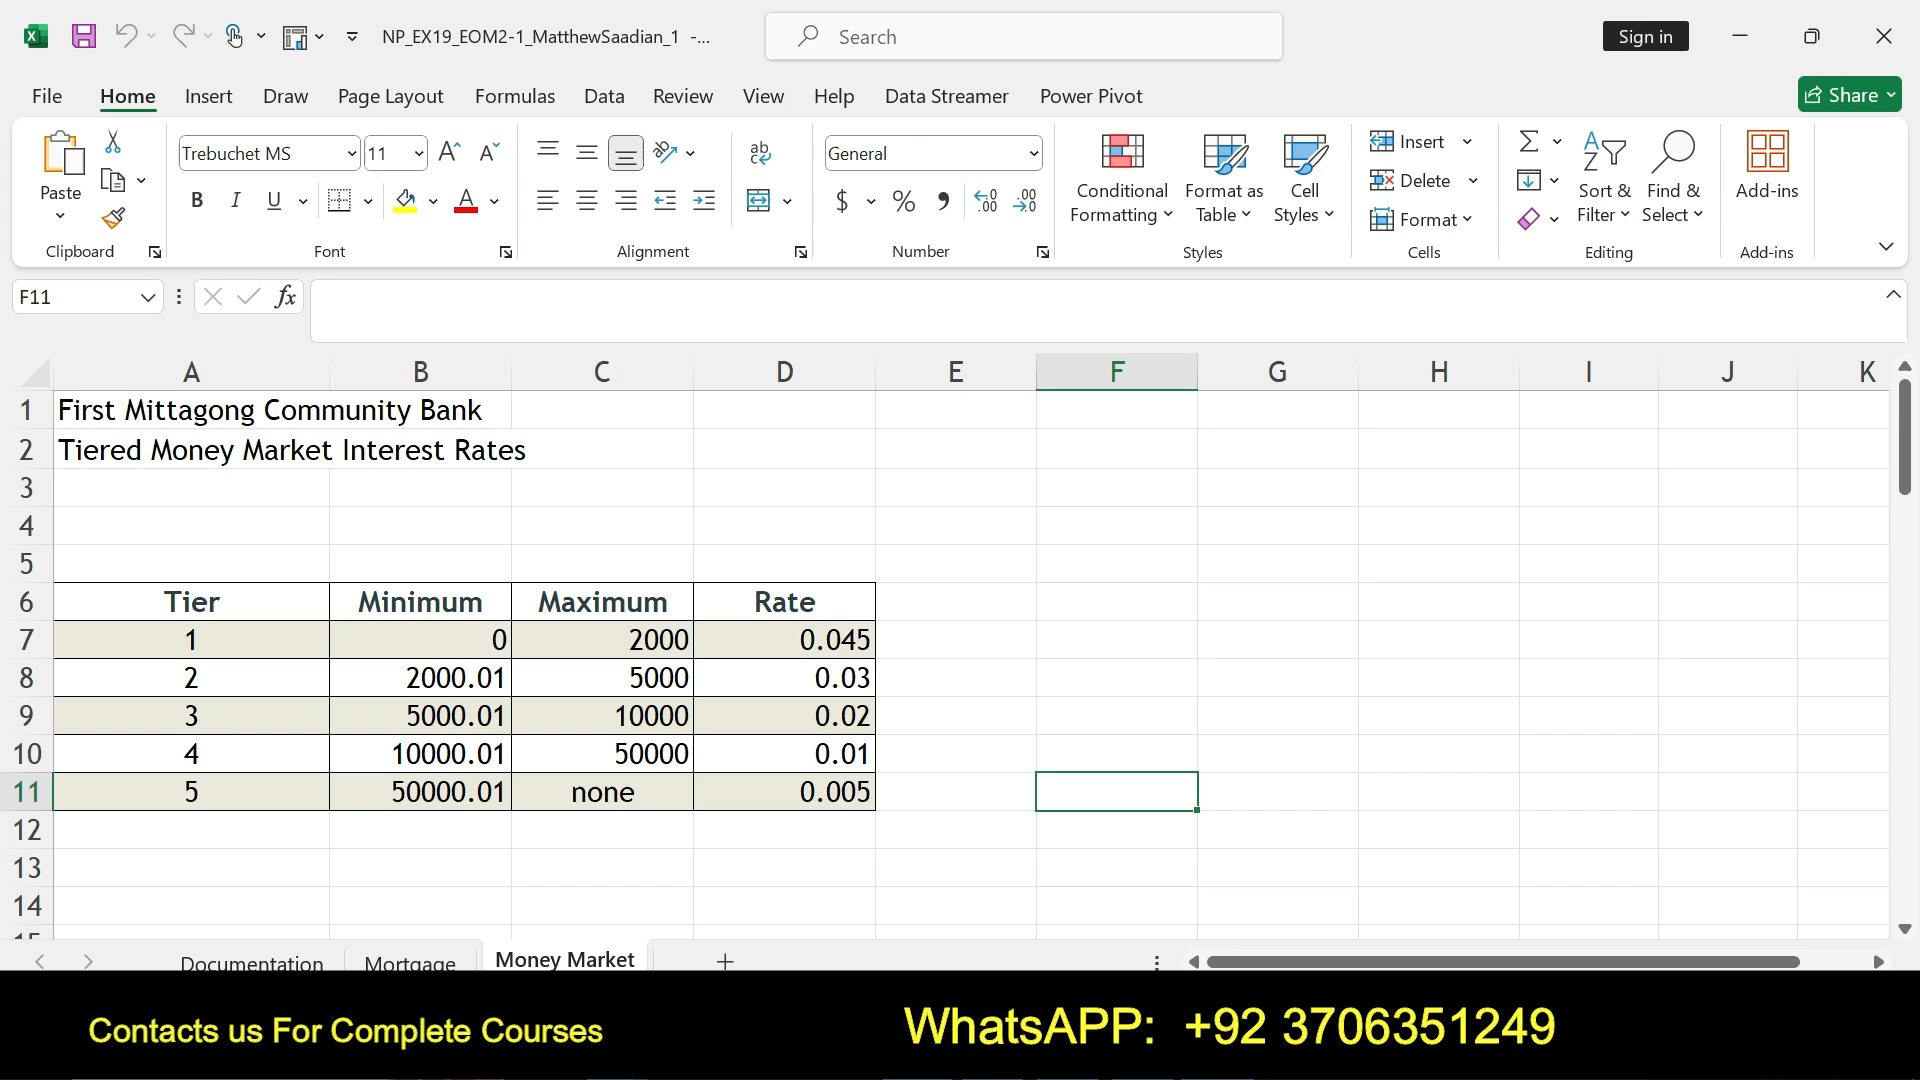 NP_EX19_EOM2-1_MatthewSaadian_1 -...
Search
Sign in
File Home Insert Draw Page Layout Formulas Data Review View Help Data Streamer Power Pivot
Share
Paste
Clipboard
Trebuchet MS 11
B I U
Font
Alignment
General
$ % 9
Number
Conditional Formatting
Format as Table
Cell Styles
Styles
Insert
Delete
Format
Cells
Sort & Filter
Find & Select
Editing
Add-ins
Add-ins
F11
fx
A B C D E F G H I J K
1 First Mittagong Community Bank
2 Tiered Money Market Interest Rates
3
4
5
6 Tier Minimum Maximum Rate
7 1 0 2000 0.045
8 2 2000.01 5000 0.03
9 3 5000.01 10000 0.02
10 4 10000.01 50000 0.01
11 5 50000.01 none 0.005
12
13
14
15
Documentation Mortgage Money Market
Contacts us For Complete Courses
WhatsAPP: +92 3706351249